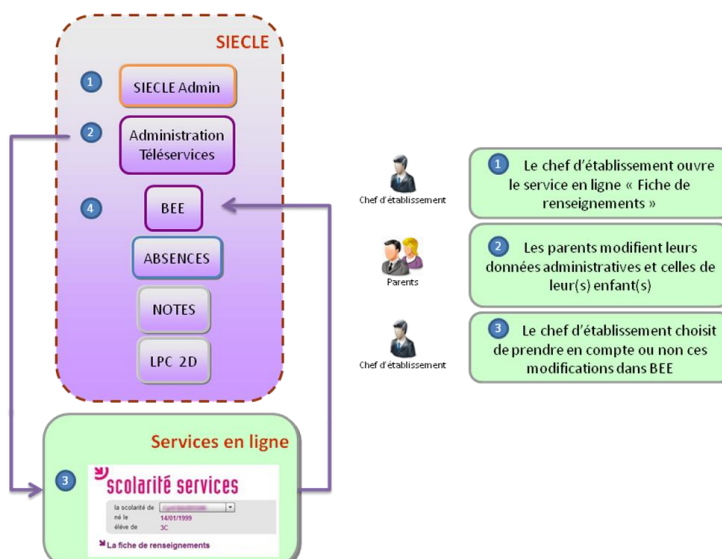 SIECLE
1
SIECLE Admin
2
Administration
Téléservices
4
BEE
ABSENCES
NOTES
LPC 2D
Services en ligne
3
scolarité services
la scolarité de
né le 14/01/1999
élève de 3C
La fiche de renseignements
Chef d'établissement
1 Le chef d'établissement ouvre
le service en ligne « Fiche de
renseignements »
Parents
2 Les parents modifient leurs
données administratives et celles de
leur(s) enfant(s)
Chef d'établissement
3 Le chef d'établissement choisit
de prendre en compte ou non ces
modifications dans BEE